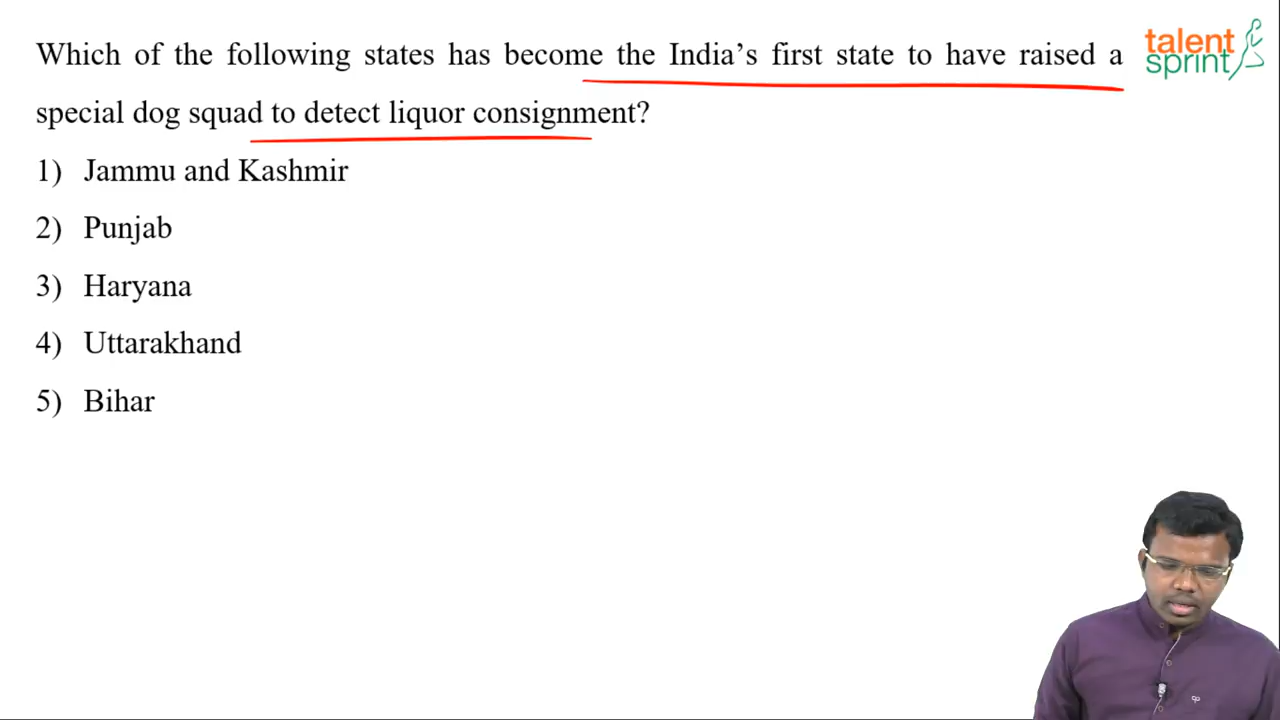 Which of the following states has become the India’s first state to have raised a
special dog squad to detect liquor consignment?
1) Jammu and Kashmir
2) Punjab
3) Haryana
4) Uttarakhand
5) Bihar
talent
sprint